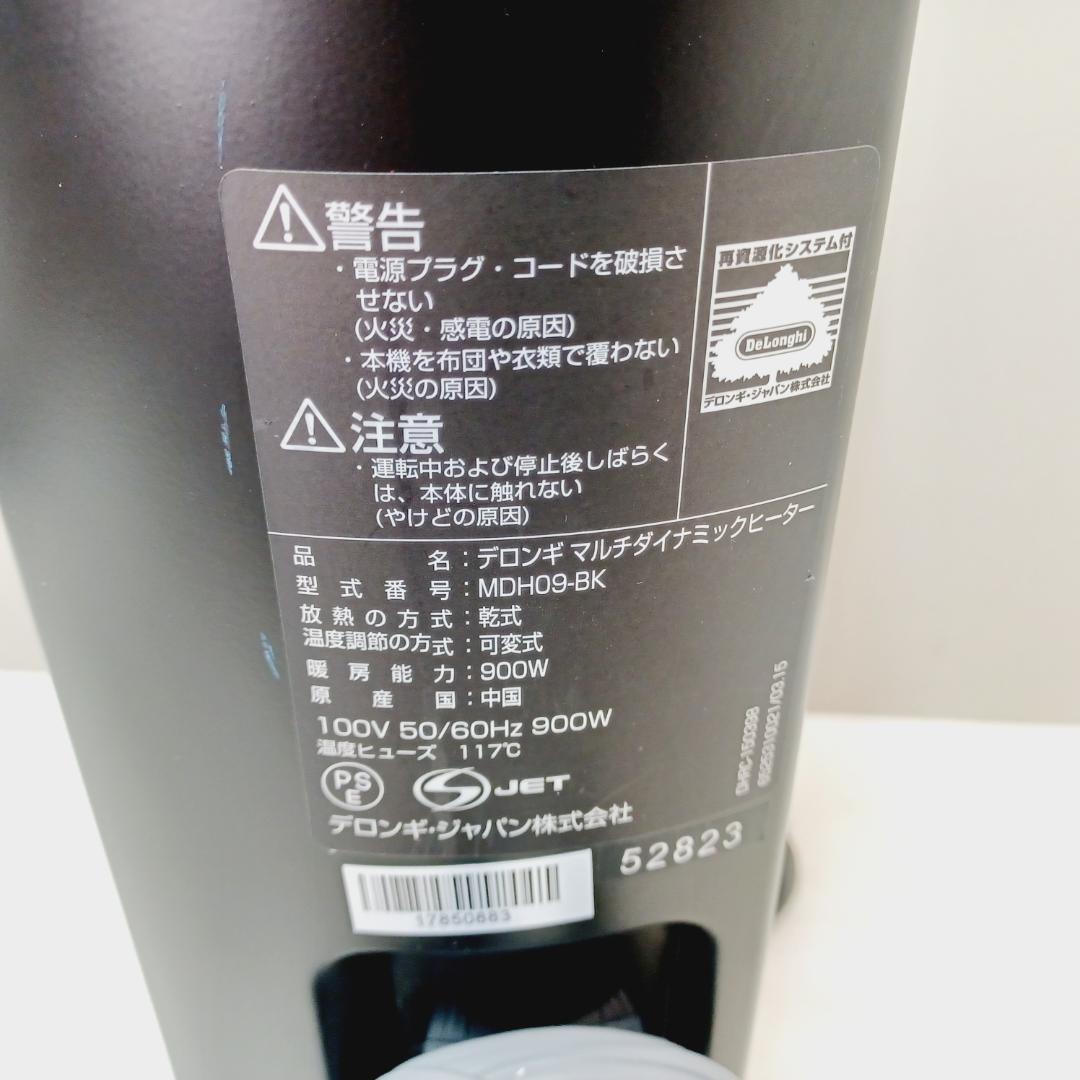 警告
・電源プラグ・コードを破損さ
せない
(火災・感電の原因)
・本機を布団や衣類で覆わない
(火災の原因)
注意
・運転中および停止後しばらく
は、本体に触れない
(やけどの原因)
再資源化システム付
DeLonghi
デロンギ・ジャパン株式会社
品名：デロンギ マルチダイナミックヒーター
型式番号：MDH09-BK
放熱の方式：乾式
温度調節の方式：可変式
暖房能力：900W
原産国：中国
100V 50/60Hz 900W
温度ヒューズ 117℃
PSE
JET
デロンギ・ジャパン株式会社
52823
17850883